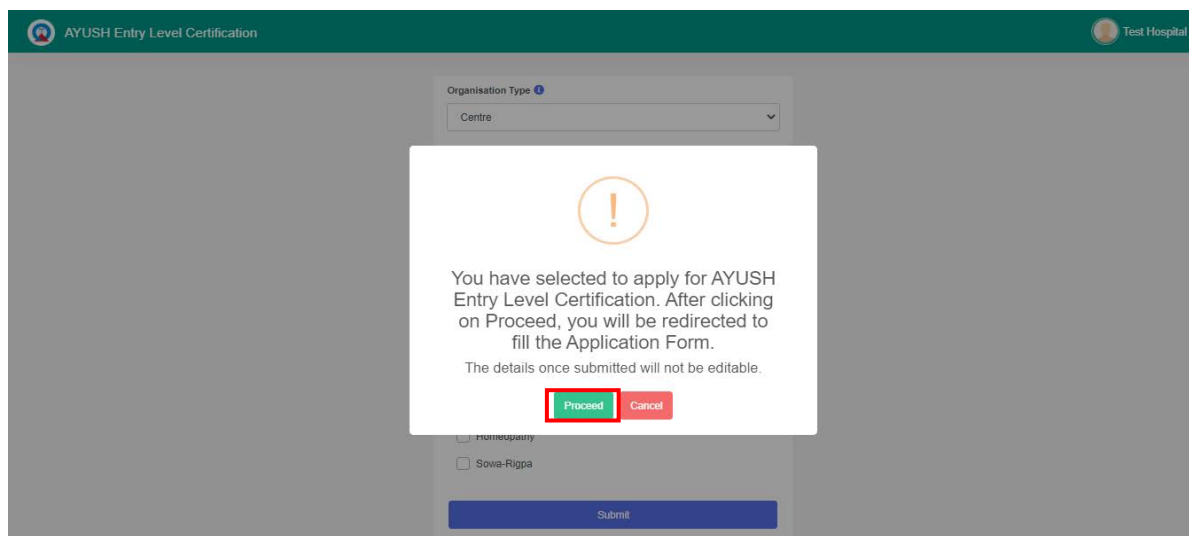 AYUSH Entry Level Certification
Test Hospital
Organisation Type
Centre
!
You have selected to apply for AYUSH
Entry Level Certification. After clicking
on Proceed, you will be redirected to
fill the Application Form.
The details once submitted will not be editable.
Proceed Cancel
Homeopathy
Sowa-Rigpa
Submit